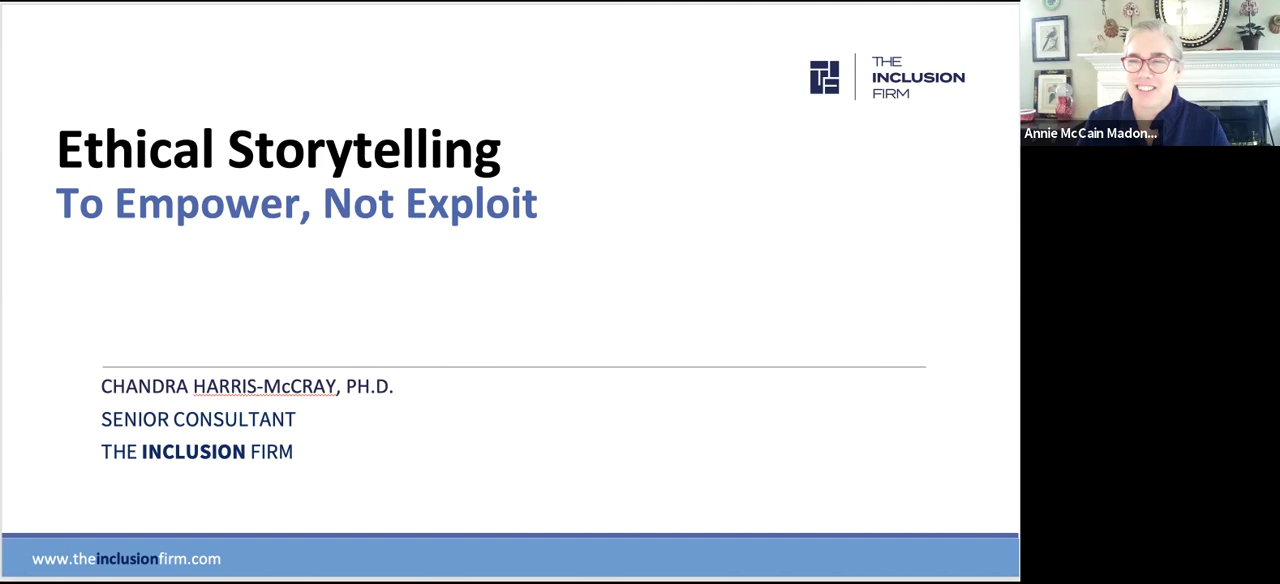 THE
INCLUSION
FIRM
Ethical Storytelling
To Empower, Not Exploit
CHANDRA HARRIS-McCRAY, PH.D.
SENIOR CONSULTANT
THE INCLUSION FIRM
www.theinclusionfirm.com
Annie McCain Madon...